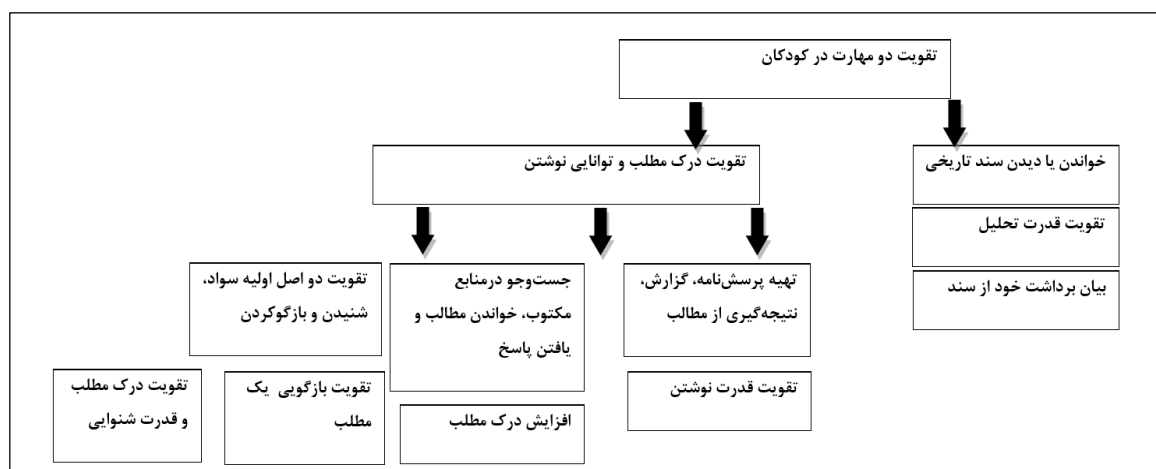 تقویت دو مهارت در کودکان
خواندن یا دیدن سند تاریخی
تقویت قدرت تحلیل
بیان برداشت خود از سند
تقویت درک مطلب و توانایی نوشتن
تهیه پرسش‌نامه، گزارش،
نتیجه‌گیری از مطالب
تقویت قدرت نوشتن
جست‌وجو درمنابع
مکتوب، خواندن مطالب و
یافتن پاسخ
افزایش درک مطلب
تقویت دو اصل اولیه سواد،
شنیدن و بازگوکردن
تقویت بازگویی یک
مطلب
تقویت درک مطلب
و قدرت شنوایی